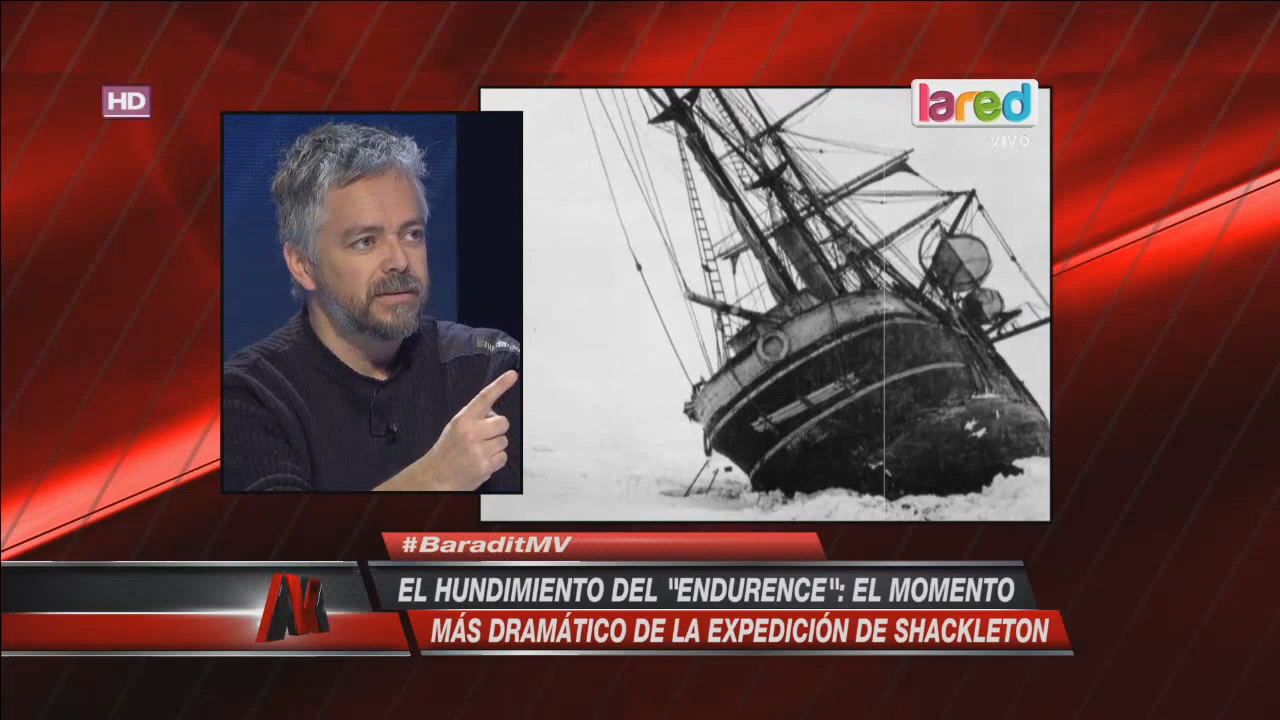 HD
lared
VIVO
#BaraditMV
EL HUNDIMIENTO DEL "ENDURENCE": EL MOMENTO
MÁS DRAMÁTICO DE LA EXPEDICIÓN DE SHACKLETON